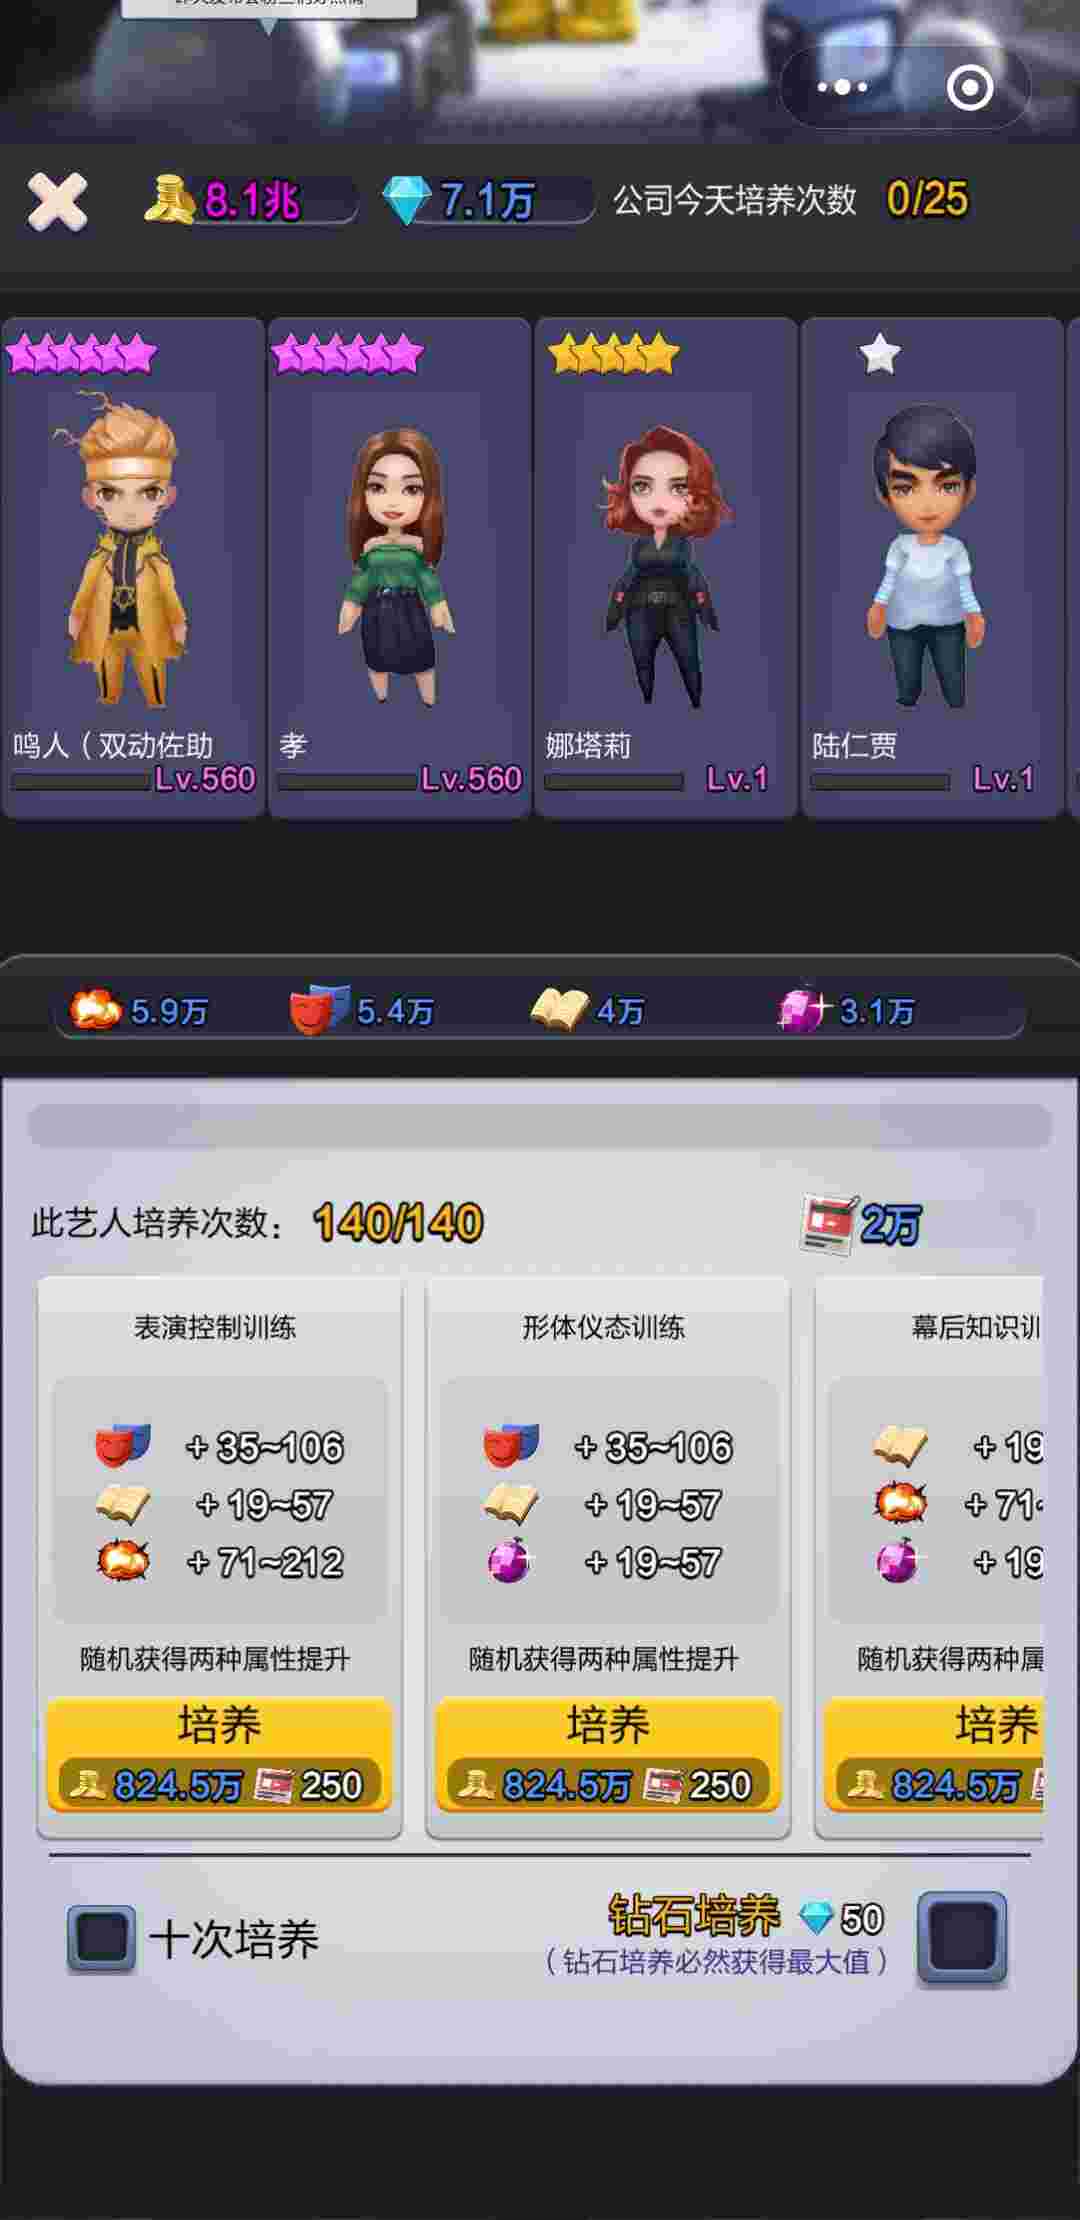 8.1兆
7.1万
公司今天培养次数 0/25
鸣人（双动佐助
Lv.560
孝
Lv.560
娜塔莉
Lv.1
陆仁贾
Lv.1
5.9万
5.4万
4万
3.1万
此艺人培养次数： 140/140
2万
表演控制训练
+ 35~106
+ 19~57
+ 71~212
随机获得两种属性提升
培养
824.5万 250
形体仪态训练
+ 35~106
+ 19~57
+ 19~57
随机获得两种属性提升
培养
824.5万 250
幕后知识训
+ 19
+ 71~
+ 19
随机获得两种属
培养
824.5万
十次培养
钻石培养 50
（钻石培养必然获得最大值）